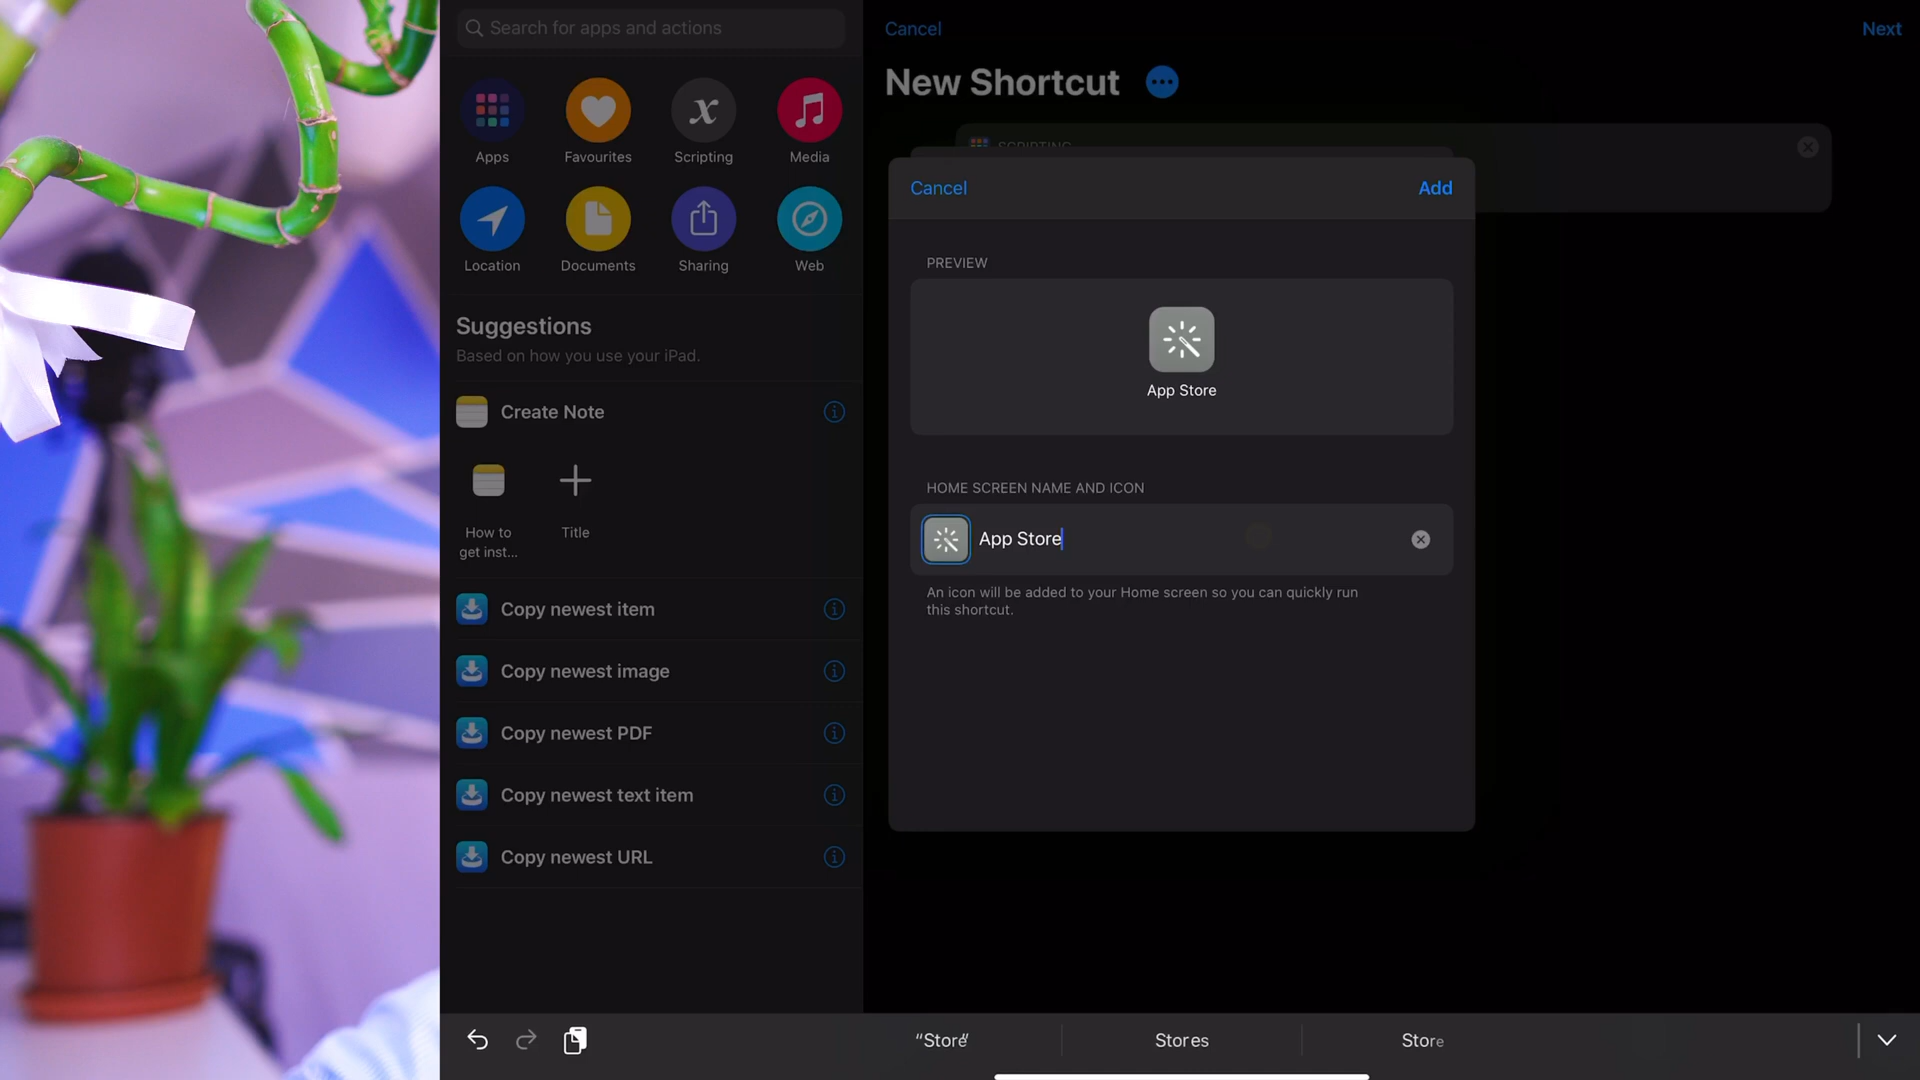 Search for apps and actions
Cancel
Next
New Shortcut
Apps
Favourites
Scripting
Media
SCRIPTING
Location
Documents
Sharing
Web
Cancel
Add
PREVIEW
App Store
Suggestions
Based on how you use your iPad.
Create Note
How to
get inst...
Title
HOME SCREEN NAME AND ICON
App Store
An icon will be added to your Home screen so you can quickly run
this shortcut.
Copy newest item
Copy newest image
Copy newest PDF
Copy newest text item
Copy newest URL
“Store”
Stores
Store